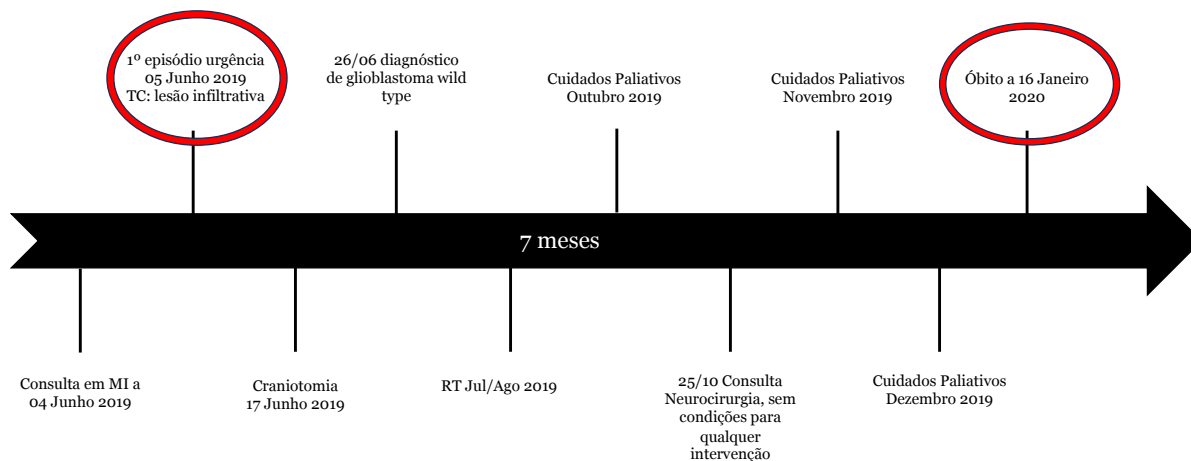 1º episódio urgência
05 Junho 2019
TC: lesão infiltrativa
26/06 diagnóstico
de glioblastoma wild
type
Cuidados Paliativos
Outubro 2019
Cuidados Paliativos
Novembro 2019
Óbito a 16 Janeiro
2020
7 meses
Consulta em MI a
04 Junho 2019
Craniotomia
17 Junho 2019
RT Jul/Ago 2019
25/10 Consulta
Neurocirurgia, sem
condições para
qualquer
intervenção
Cuidados Paliativos
Dezembro 2019